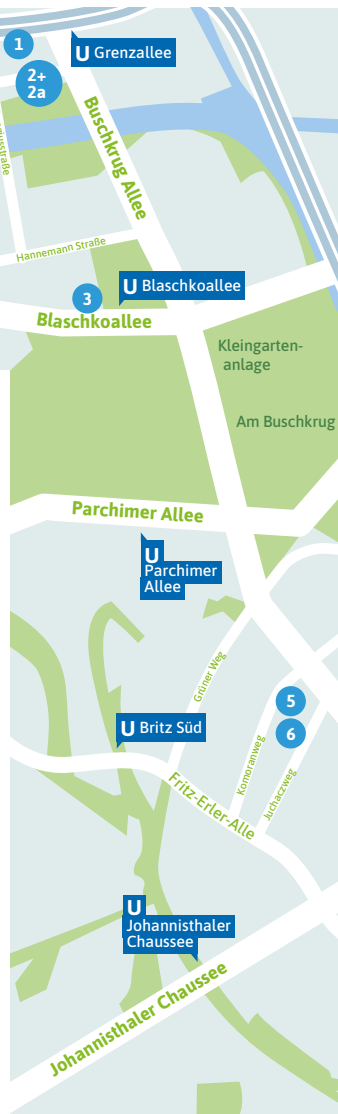 1
U Grenzallee
2+
2a
Buschkrug Allee
Hannemann Straße
U Blaschkoallee
3
Blaschkoallee
Kleingarten-
anlage
Am Buschkrug
Parchimer Allee
U
Parchimer
Allee
Grüner Weg
5
6
U Britz Süd
Komoranweg
Juchaczweg
Fritz-Erler-Alle
U
Johannisthaler
Chaussee
Johannisthaler Chaussee